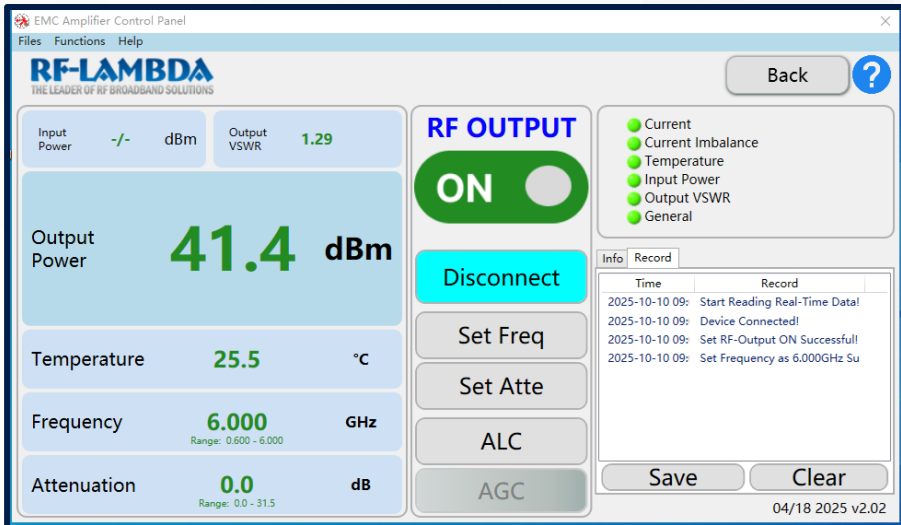 EMC Amplifier Control Panel
Files Functions Help
RF-LAMBDA
THE LEADER OF RF BROADBAND SOLUTIONS
Back
?
Input Power -/- dBm
Output VSWR 1.29
Output Power 41.4 dBm
Temperature 25.5 °C
Frequency 6.000 GHz
Range: 0.600 - 6.000
Attenuation 0.0 dB
Range: 0.0 - 31.5
RF OUTPUT
ON
Disconnect
Set Freq
Set Atte
ALC
AGC
Current
Current Imbalance
Temperature
Input Power
Output VSWR
General
Info Record
Time Record
2025-10-10 09: Start Reading Real-Time Data!
2025-10-10 09: Device Connected!
2025-10-10 09: Set RF-Output ON Successful!
2025-10-10 09: Set Frequency as 6.000GHz Su
Save Clear
04/18 2025 v2.02